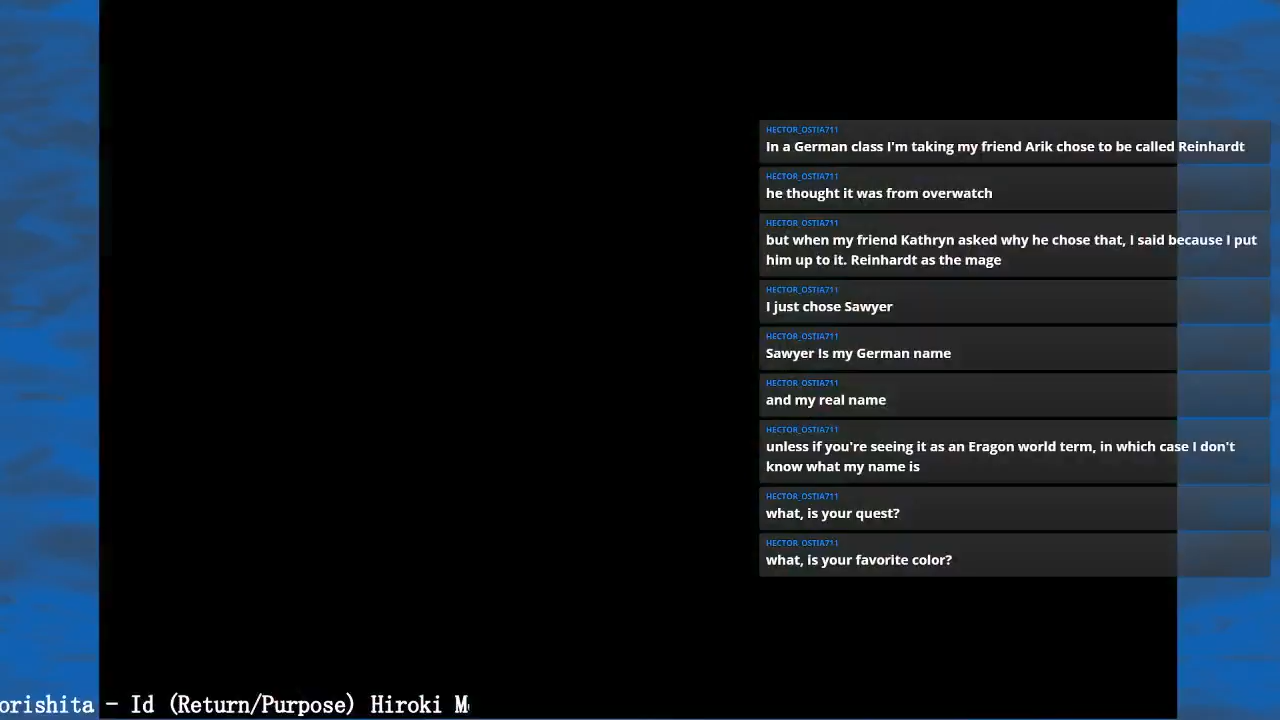 HECTOR_OSTIA711
In a German class I'm taking my friend Arik chose to be called Reinhardt
HECTOR_OSTIA711
he thought it was from overwatch
HECTOR_OSTIA711
but when my friend Kathryn asked why he chose that, I said because I put
him up to it. Reinhardt as the mage
HECTOR_OSTIA711
I just chose Sawyer
HECTOR_OSTIA711
Sawyer Is my German name
HECTOR_OSTIA711
and my real name
HECTOR_OSTIA711
unless if you're seeing it as an Eragon world term, in which case I don't
know what my name is
HECTOR_OSTIA711
what, is your quest?
HECTOR_OSTIA711
what, is your favorite color?
orishita - Id (Return/Purpose) Hiroki M